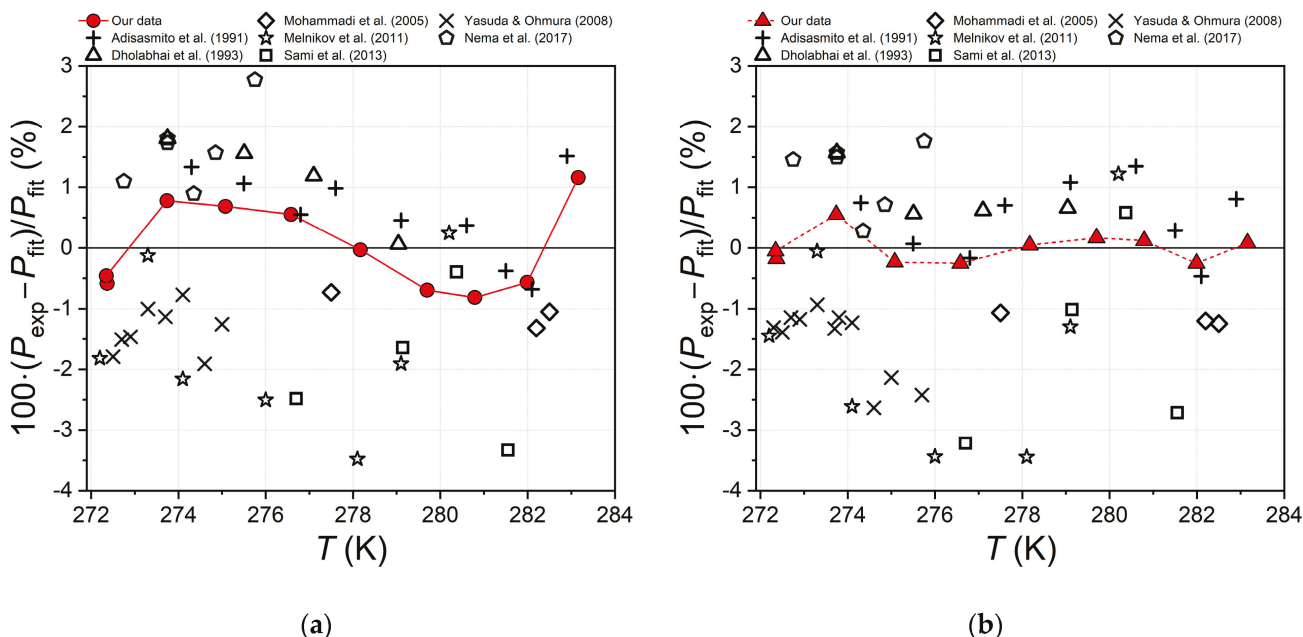 Our data
Mohammadi et al. (2005)
Yasuda & Ohmura (2008)
Adisasmito et al. (1991)
Melnikov et al. (2011)
Nema et al. (2017)
Dholabhai et al. (1993)
Sami et al. (2013)
3
2
1
0
-1
-2
-3
-4
100·(Pexp−Pfit)/Pfit (%)
272 274 276 278 280 282 284
T (K)
(a)
Our data
Mohammadi et al. (2005)
Yasuda & Ohmura (2008)
Adisasmito et al. (1991)
Melnikov et al. (2011)
Nema et al. (2017)
Dholabhai et al. (1993)
Sami et al. (2013)
3
2
1
0
-1
-2
-3
-4
100·(Pexp−Pfit)/Pfit (%)
272 274 276 278 280 282 284
T (K)
(b)